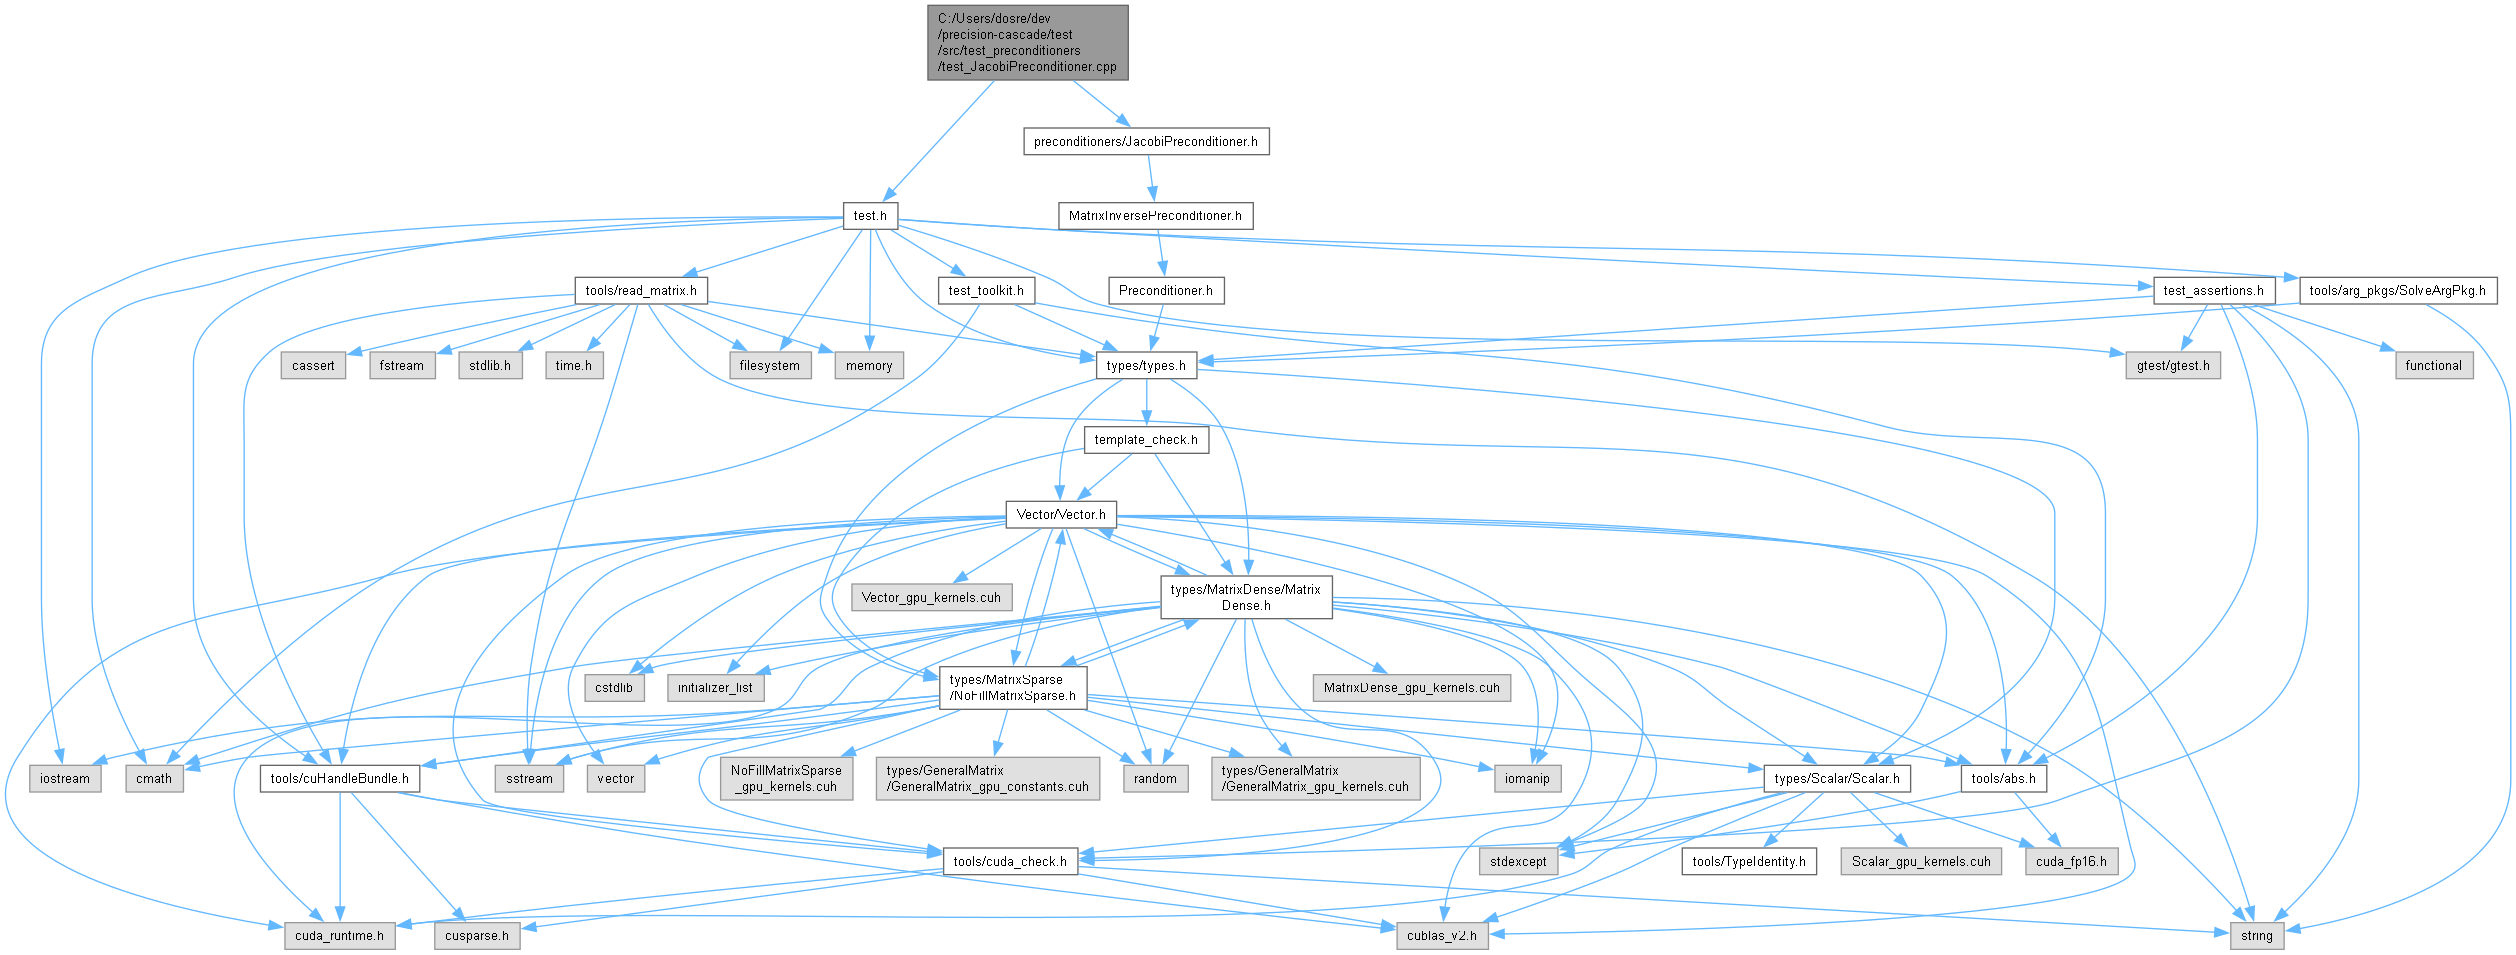 C:/Users/dosre/dev
/precision-cascade/test
/src/test_preconditioners
/test_JacobiPreconditioner.cpp
preconditioners/JacobiPreconditioner.h
test.h
MatrixInversePreconditioner.h
tools/read_matrix.h
test_toolkit.h
Preconditioner.h
test_assertions.h
tools/arg_pkgs/SolveArgPkg.h
cassert
fstream
stdlib.h
time.h
filesystem
memory
types/types.h
gtest/gtest.h
functional
template_check.h
Vector/Vector.h
Vector_gpu_kernels.cuh
types/MatrixDense/Matrix
Dense.h
cstdlib
initializer_list
types/MatrixSparse
/NoFillMatrixSparse.h
MatrixDense_gpu_kernels.cuh
iostream
cmath
tools/cuHandleBundle.h
sstream
vector
NoFillMatrixSparse
_gpu_kernels.cuh
types/GeneralMatrix
/GeneralMatrix_gpu_constants.cuh
random
types/GeneralMatrix
/GeneralMatrix_gpu_kernels.cuh
iomanip
types/Scalar/Scalar.h
tools/abs.h
tools/cuda_check.h
stdexcept
tools/TypeIdentity.h
Scalar_gpu_kernels.cuh
cuda_fp16.h
cuda_runtime.h
cusparse.h
cublas_v2.h
string